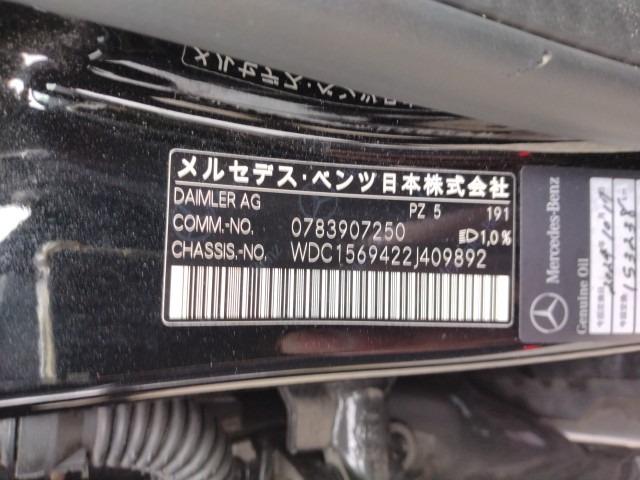 メルセデス・ベンツ日本株式会社
DAIMLER AG PZ 5 191
COMM.-NO. 0783907250 1,0%
CHASSIS.-NO. WDC1569422J409892
Mercedes-Benz
Genuine Oil